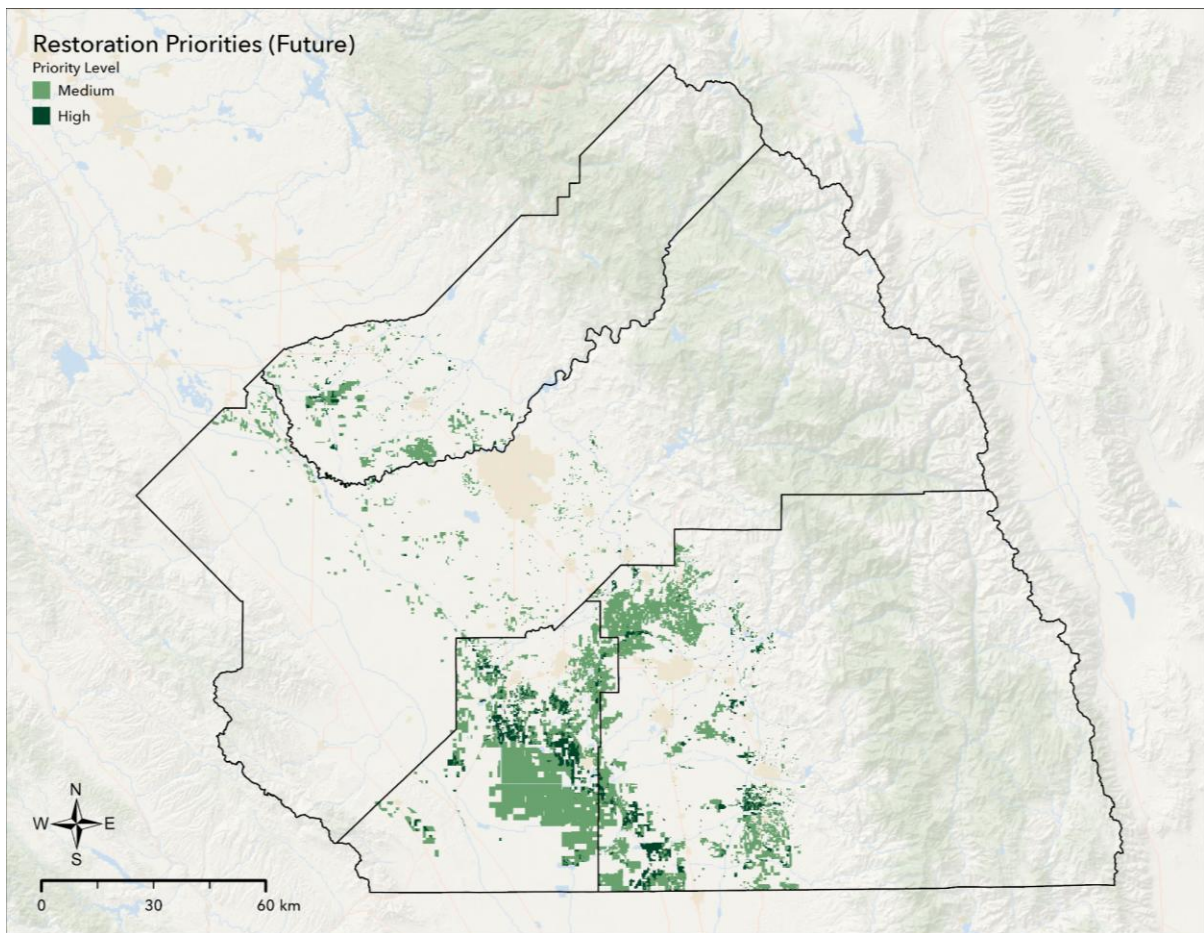 Restoration Priorities (Future)
Priority Level
Medium
High
N
W E
S
0 30 60 km